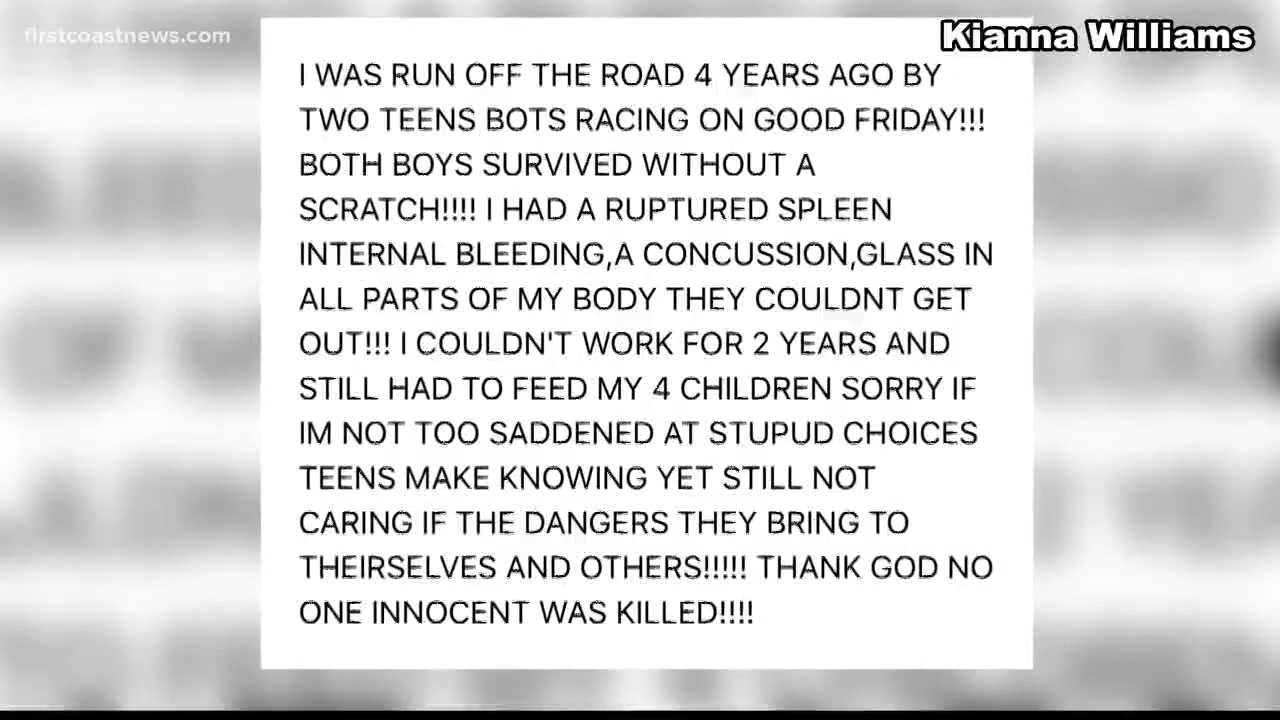 firstcoastnews.com
Kianna Williams
I WAS RUN OFF THE ROAD 4 YEARS AGO BY
TWO TEENS BOTS RACING ON GOOD FRIDAY!!!
BOTH BOYS SURVIVED WITHOUT A
SCRATCH!!!! I HAD A RUPTURED SPLEEN
INTERNAL BLEEDING,A CONCUSSION,GLASS IN
ALL PARTS OF MY BODY THEY COULDNT GET
OUT!!! I COULDN'T WORK FOR 2 YEARS AND
STILL HAD TO FEED MY 4 CHILDREN SORRY IF
IM NOT TOO SADDENED AT STUPUD CHOICES
TEENS MAKE KNOWING YET STILL NOT
CARING IF THE DANGERS THEY BRING TO
THEIRSELVES AND OTHERS!!!!! THANK GOD NO
ONE INNOCENT WAS KILLED!!!!